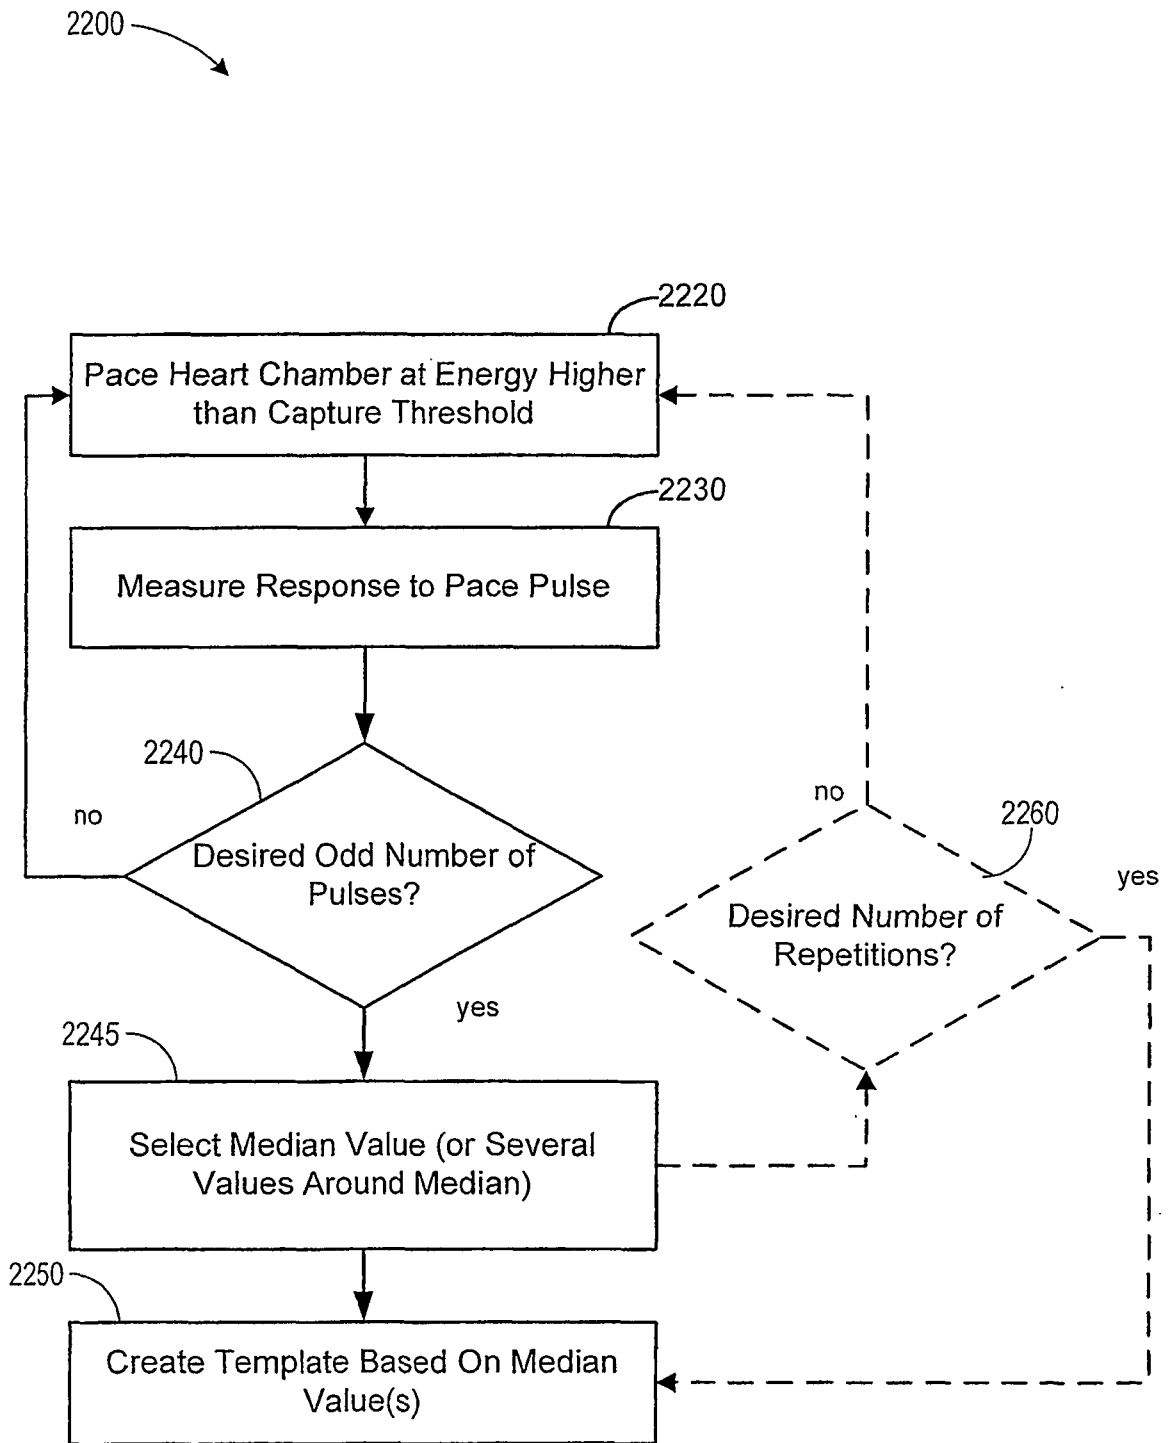 2200
2220
Pace Heart Chamber at Energy Higher
than Capture Threshold
2230
Measure Response to Pace Pulse
2240
no
Desired Odd Number of
Pulses?
yes
no
2260
yes
Desired Number of
Repetitions?
2245
Select Median Value (or Several
Values Around Median)
2250
Create Template Based On Median
Value(s)